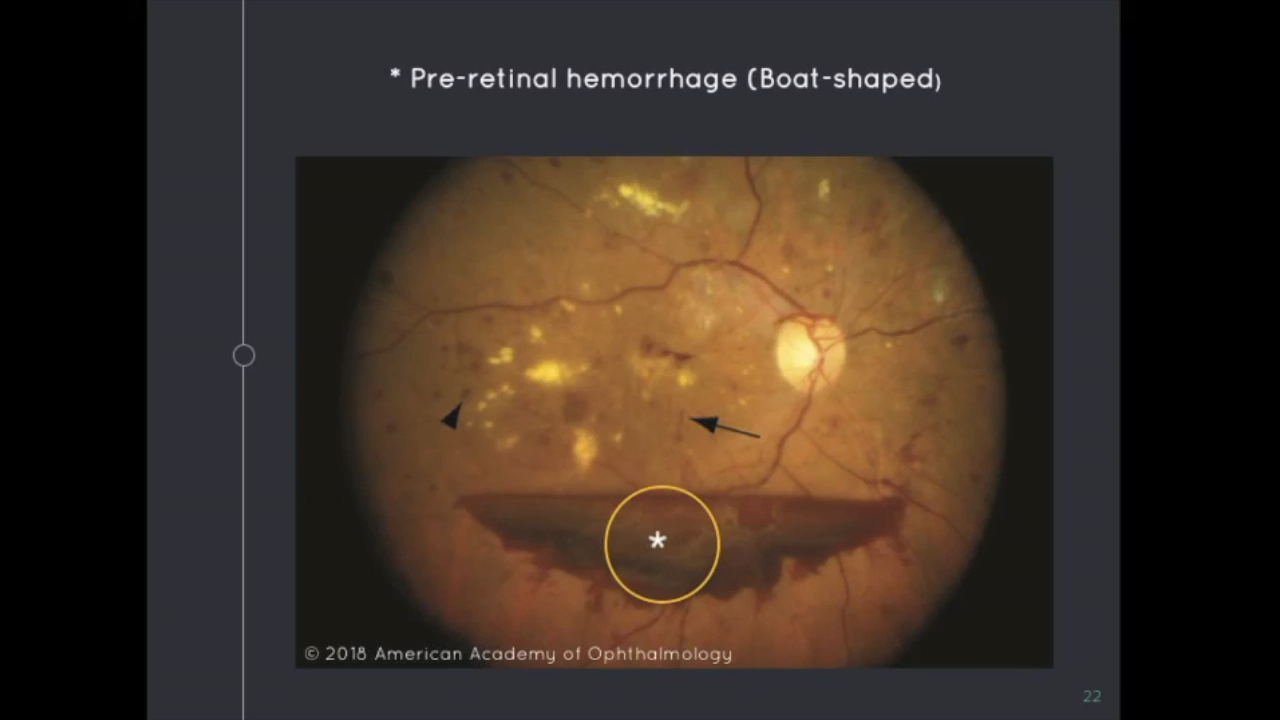 * Pre-retinal hemorrhage (Boat-shaped)
*
© 2018 American Academy of Ophthalmology
22